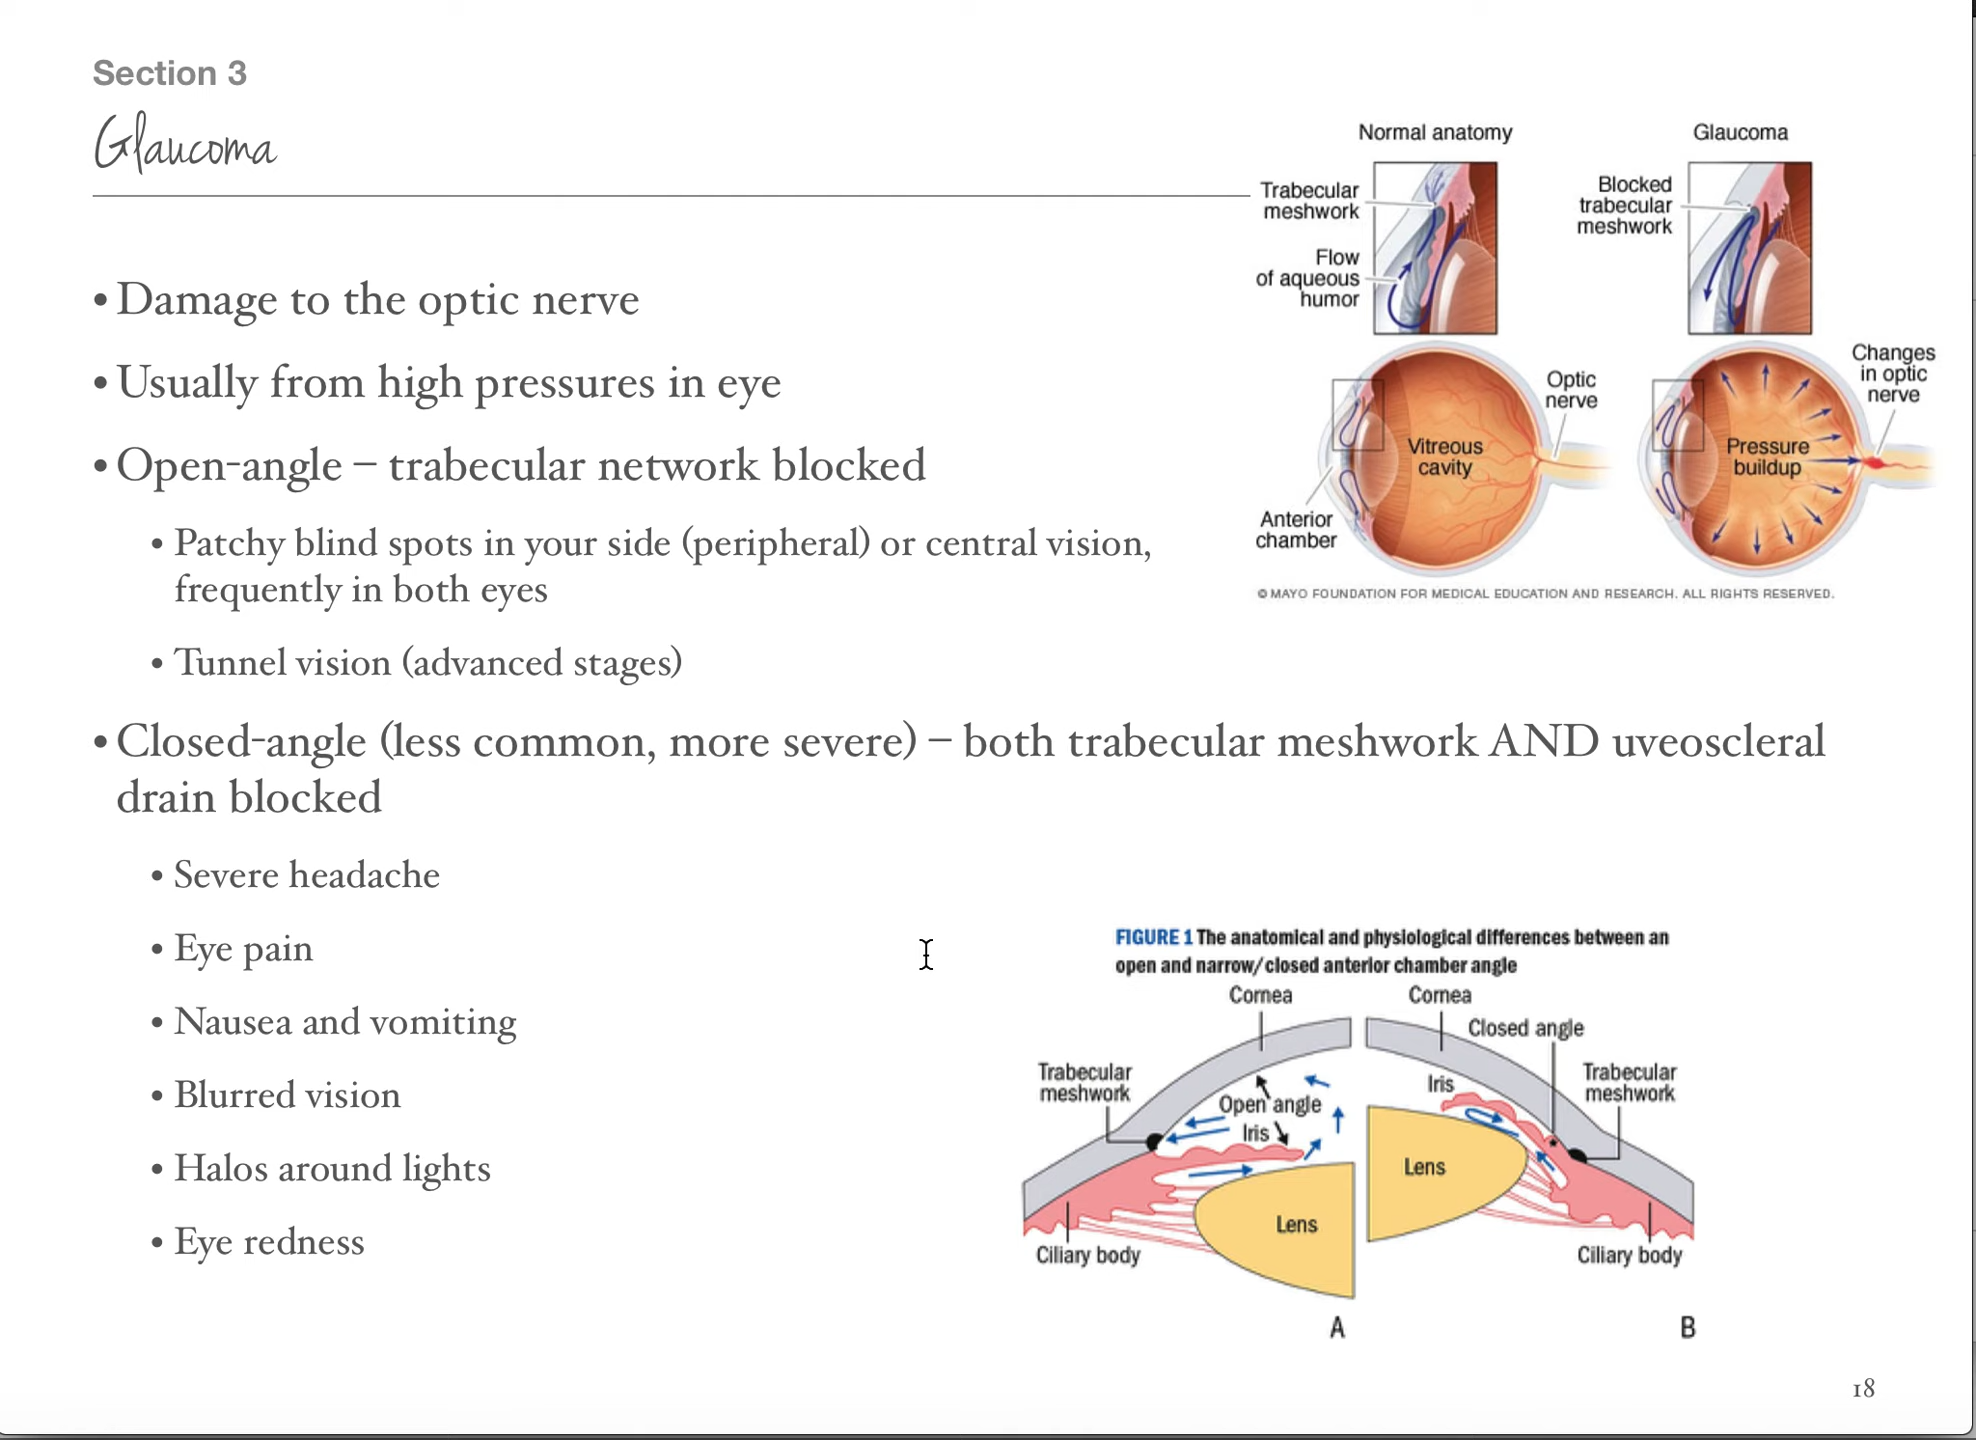 Section 3
Glaucoma
• Damage to the optic nerve
• Usually from high pressures in eye
• Open-angle – trabecular network blocked
• Patchy blind spots in your side (peripheral) or central vision,
frequently in both eyes
• Tunnel vision (advanced stages)
• Closed-angle (less common, more severe) – both trabecular meshwork AND uveoscleral
drain blocked
• Severe headache
• Eye pain
• Nausea and vomiting
• Blurred vision
• Halos around lights
• Eye redness
Normal anatomy
Trabecular
meshwork
Flow
of aqueous
humor
Glaucoma
Blocked
trabecular
meshwork
Optic
nerve
Vitreous
cavity
Anterior
chamber
Changes
in optic
nerve
Pressure
buildup
© MAYO FOUNDATION FOR MEDICAL EDUCATION AND RESEARCH. ALL RIGHTS RESERVED.
FIGURE 1 The anatomical and physiological differences between an
open and narrow/closed anterior chamber angle
Cornea
Trabecular
meshwork
Open angle
Iris
Lens
Ciliary body
A
Cornea
Closed angle
Iris
Trabecular
meshwork
Lens
Ciliary body
B
18